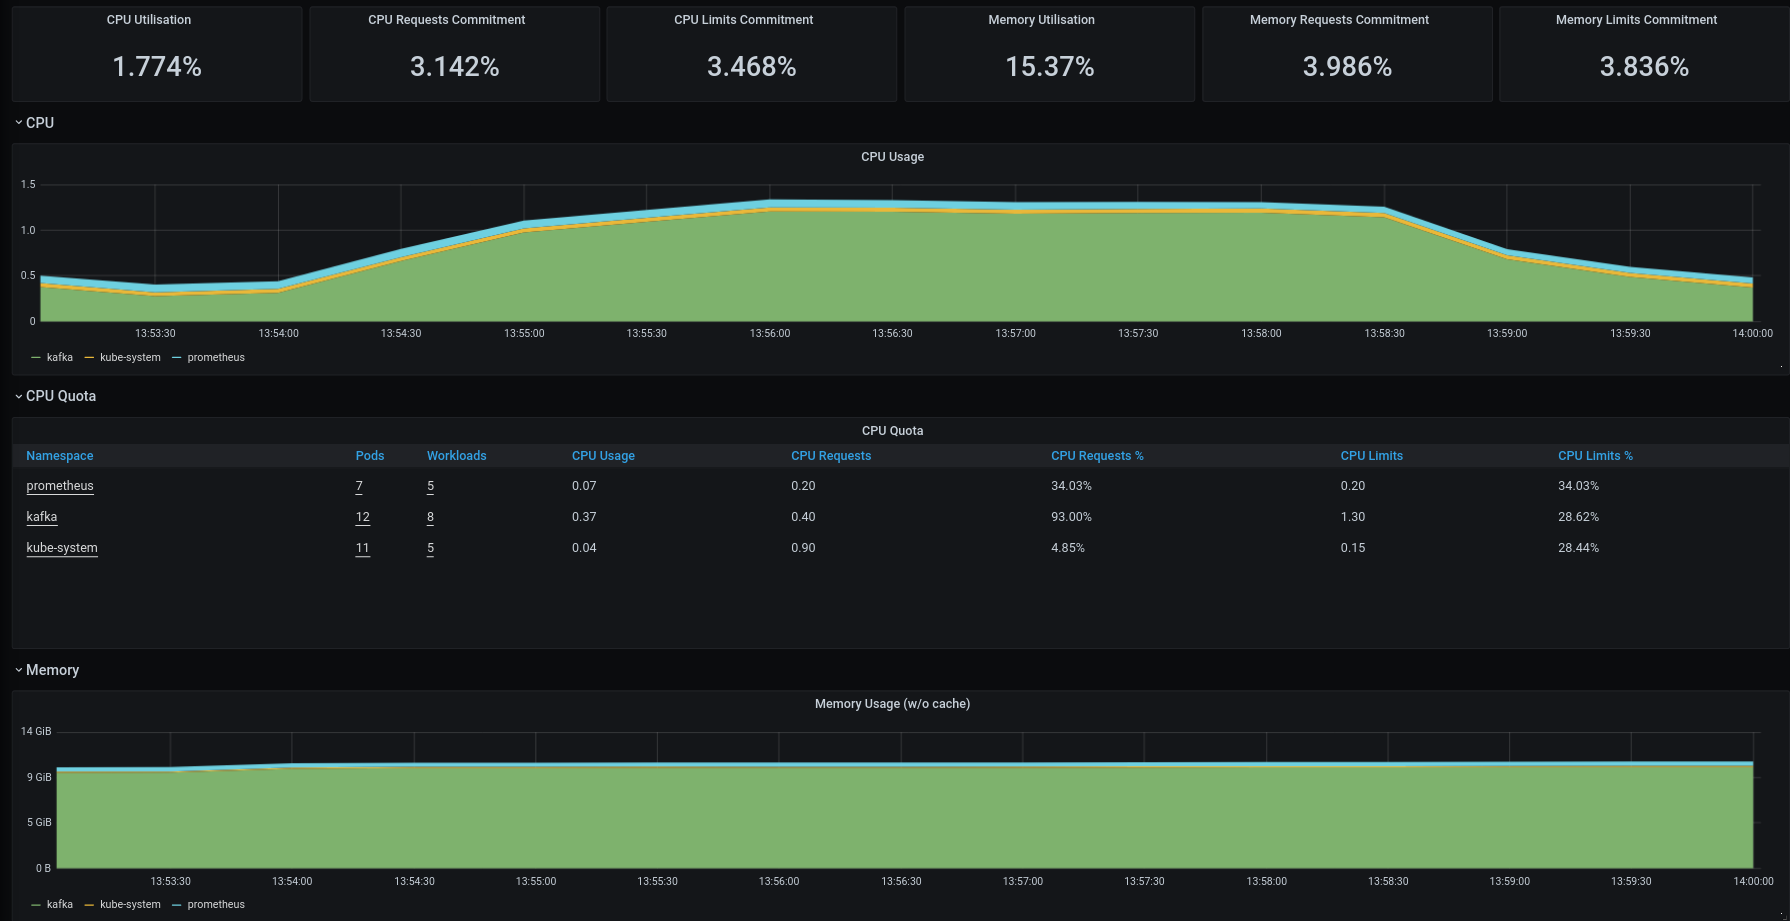 CPU Utilisation CPU Requests Commitment CPU Limits Commitment Memory Utilisation Memory Requests Commitment Memory Limits Commitment
1.774% 3.142% 3.468% 15.37% 3.986% 3.836%
CPU
CPU Usage
1.5
1.0
0.5
0
13:53:30 13:54:00 13:54:30 13:55:00 13:55:30 13:56:00 13:56:30 13:57:00 13:57:30 13:58:00 13:58:30 13:59:00 13:59:30 14:00:00
kafka kube-system prometheus
CPU Quota
CPU Quota
Namespace Pods Workloads CPU Usage CPU Requests CPU Requests % CPU Limits CPU Limits %
prometheus 7 5 0.07 0.20 34.03% 0.20 34.03%
kafka 12 8 0.37 0.40 93.00% 1.30 28.62%
kube-system 11 5 0.04 0.90 4.85% 0.15 28.44%
Memory
Memory Usage (w/o cache)
14 GiB
9 GiB
5 GiB
0 B
13:53:30 13:54:00 13:54:30 13:55:00 13:55:30 13:56:00 13:56:30 13:57:00 13:57:30 13:58:00 13:58:30 13:59:00 13:59:30 14:00:00
kafka kube-system prometheus